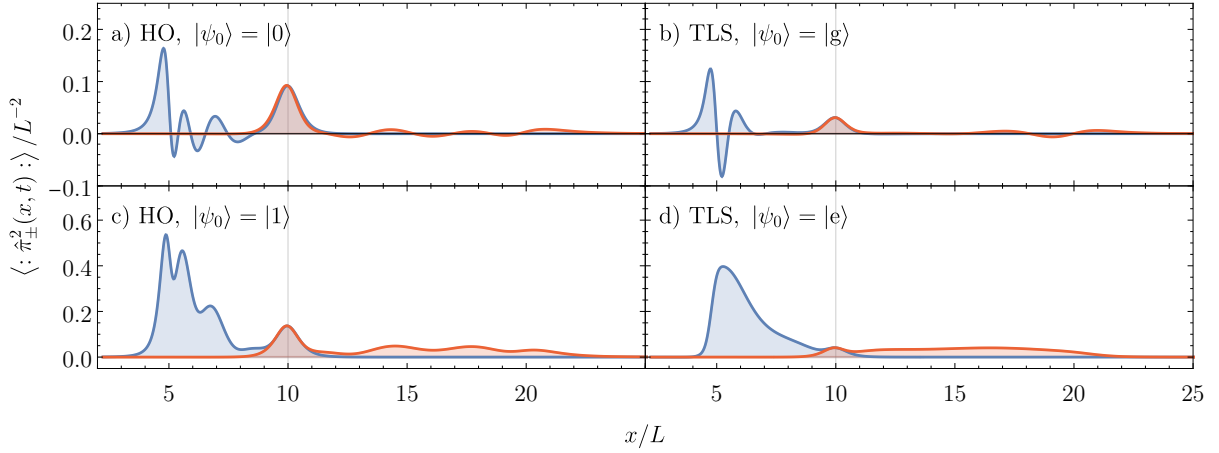 a) HO, |ψ₀⟩ = |0⟩
b) TLS, |ψ₀⟩ = |g⟩
0.2
0.1
0.0
−0.1
c) HO, |ψ₀⟩ = |1⟩
d) TLS, |ψ₀⟩ = |e⟩
0.6
0.4
0.2
0.0
⟨: π̂²±(x, t) :⟩/L⁻²
5 10 15 20 5 10 15 20 25
x/L